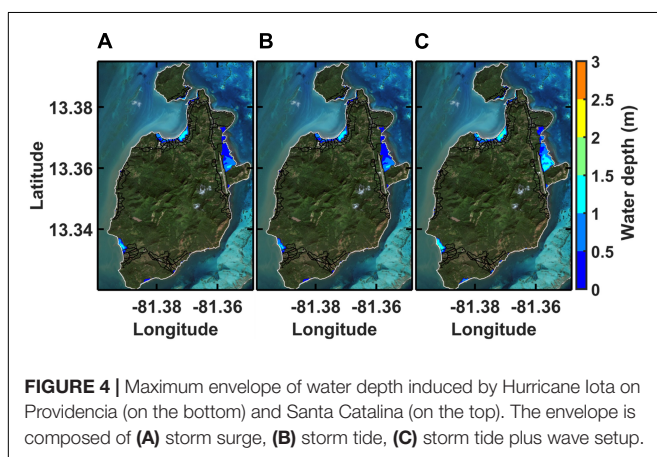 A
B
C
13.38
13.36
13.34
Latitude
-81.38 -81.36
-81.38 -81.36
-81.38 -81.36
Longitude
Longitude
Longitude
3
2.5
2
1.5
1
0.5
0
Water depth (m)
FIGURE 4 | Maximum envelope of water depth induced by Hurricane Iota on
Providencia (on the bottom) and Santa Catalina (on the top). The envelope is
composed of (A) storm surge, (B) storm tide, (C) storm tide plus wave setup.